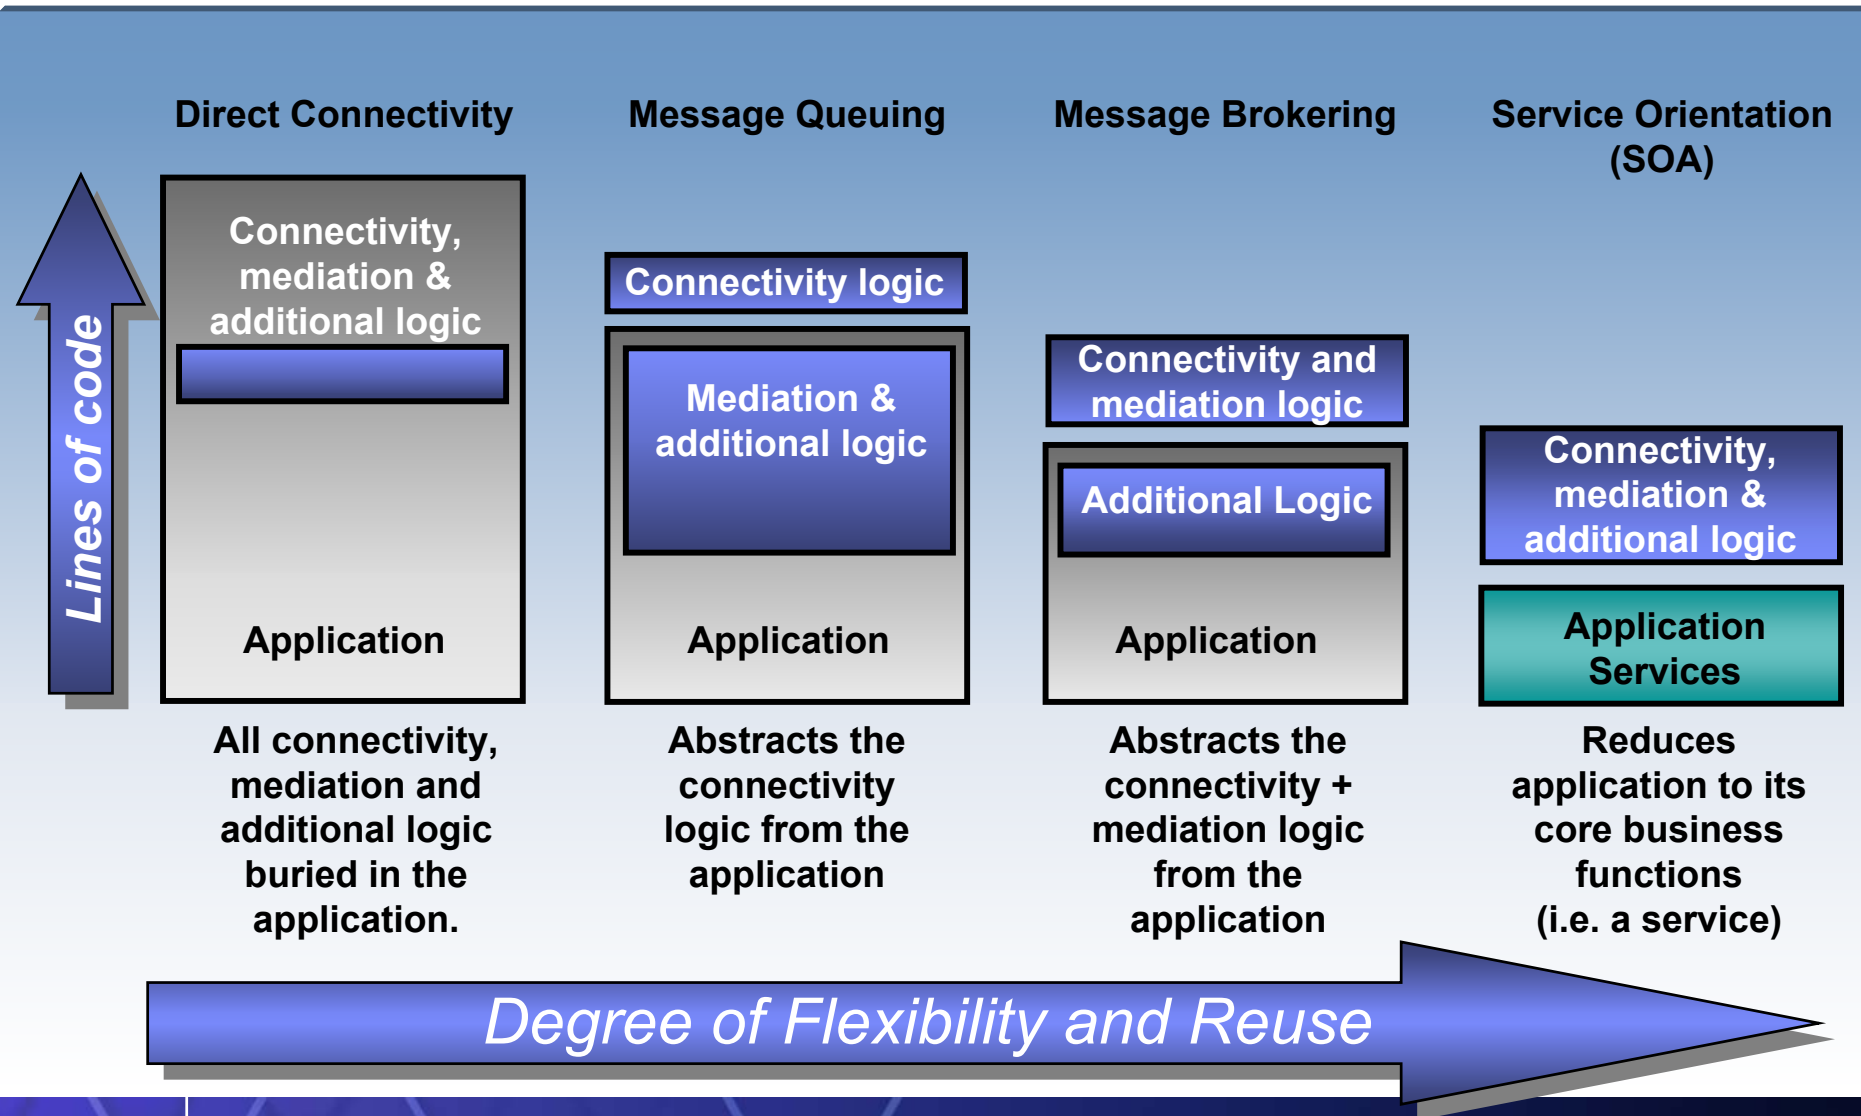 Direct Connectivity
Message Queuing
Message Brokering
Service Orientation
(SOA)
Lines of code
Connectivity,
mediation &
additional logic
Application
Connectivity logic
Mediation &
additional logic
Application
Connectivity and
mediation logic
Additional Logic
Application
Connectivity,
mediation &
additional logic
Application
Services
All connectivity,
mediation and
additional logic
buried in the
application.
Abstracts the
connectivity
logic from the
application
Abstracts the
connectivity +
mediation logic
from the
application
Reduces
application to its
core business
functions
(i.e. a service)
Degree of Flexibility and Reuse